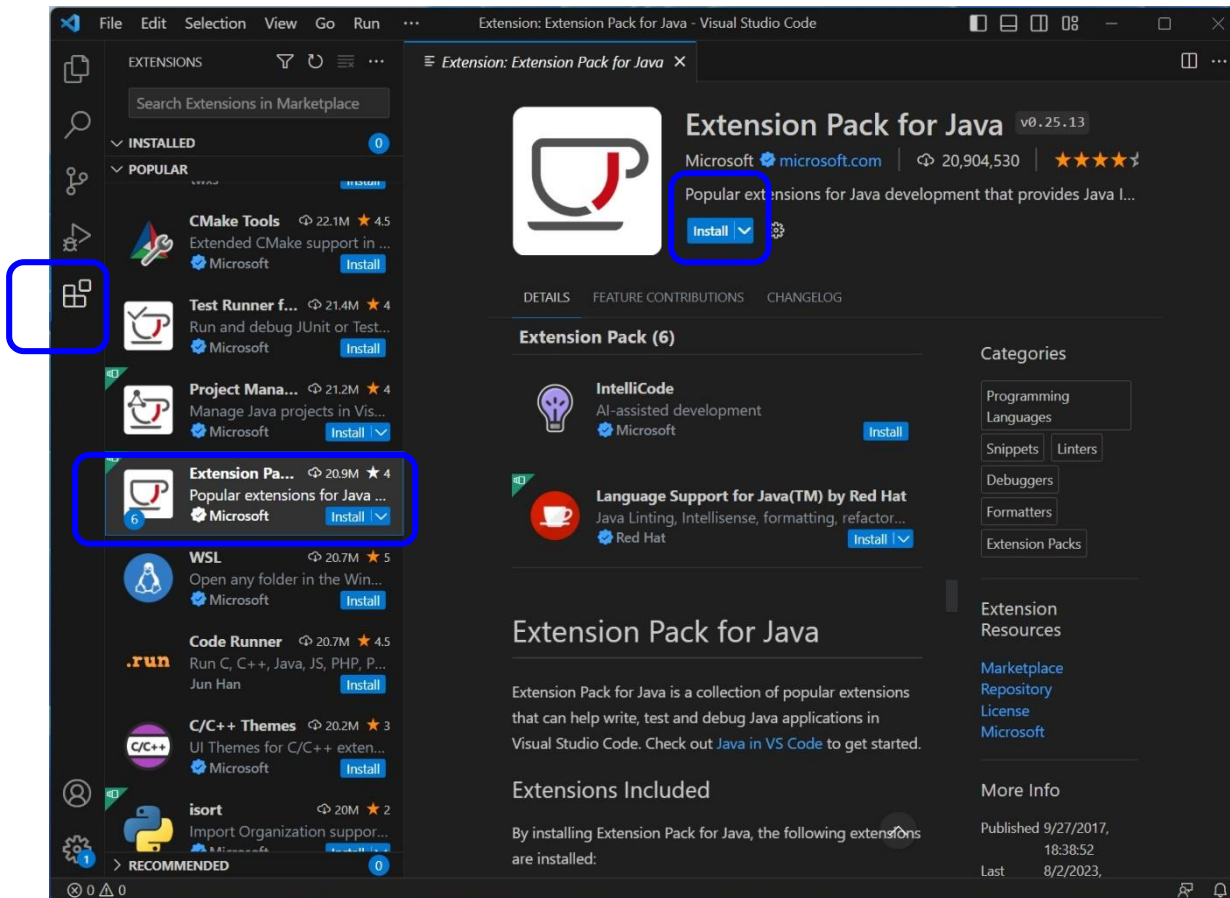 File Edit Selection View Go Run ··· Extension: Extension Pack for Java - Visual Studio Code
EXTENSIONS
Search Extensions in Marketplace
INSTALLED 0
POPULAR
Install
CMake Tools 22.1M 4.5
Extended CMake support in ...
Microsoft Install
Test Runner f... 21.4M 4
Run and debug JUnit or Test...
Microsoft Install
Project Mana... 21.2M 4
Manage Java projects in Vis...
Microsoft Install
Extension Pa... 20.9M 4
Popular extensions for Java ...
6 Microsoft Install
WSL 20.7M 5
Open any folder in the Win...
Microsoft Install
Code Runner 20.7M 4.5
.run Run C, C++, Java, JS, PHP, P...
Jun Han Install
C/C++ Themes 20.2M 3
C/C++ UI Themes for C/C++ exten...
Microsoft Install
isort 20M 2
Import Organization suppor...
Microsoft Install
1
RECOMMENDED 0
0 0
Extension: Extension Pack for Java
Extension Pack for Java v0.25.13
Microsoft microsoft.com 20,904,530
Popular extensions for Java development that provides Java I...
Install
DETAILS FEATURE CONTRIBUTIONS CHANGELOG
Extension Pack (6)
IntelliCode
AI-assisted development
Microsoft Install
Language Support for Java(TM) by Red Hat
Java Linting, Intellisense, formatting, refactor...
Red Hat Install
Extension Pack for Java
Extension Pack for Java is a collection of popular extensions
that can help write, test and debug Java applications in
Visual Studio Code. Check out Java in VS Code to get started.
Extensions Included
By installing Extension Pack for Java, the following extensions
are installed:
Categories
Programming
Languages
Snippets Linters
Debuggers
Formatters
Extension Packs
Extension
Resources
Marketplace
Repository
License
Microsoft
More Info
Published 9/27/2017,
18:38:52
Last 8/2/2023,